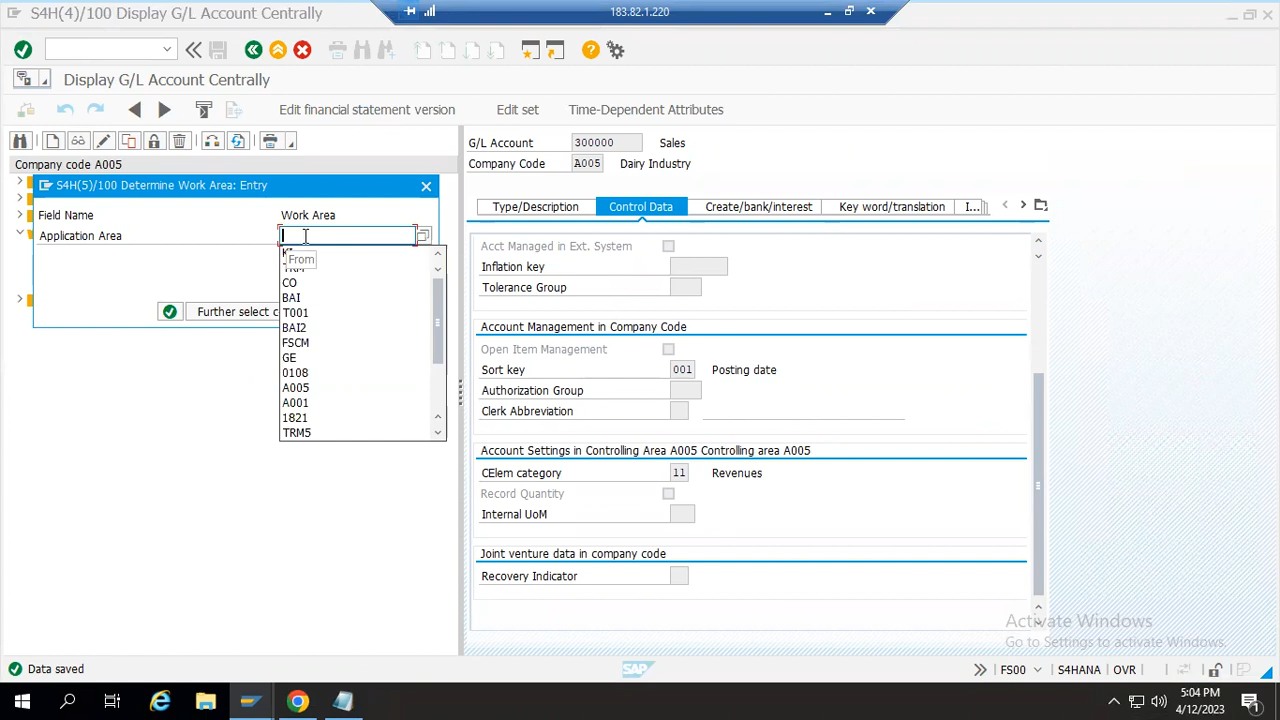 S4H(4)/100 Display G/L Account Centrally
183.82.1.220
Display G/L Account Centrally
Edit financial statement version
Edit set
Time-Dependent Attributes
Company code A005
S4H(5)/100 Determine Work Area: Entry
Field Name
Work Area
Application Area
From
CO
BAI
T001
BAI2
FSCM
GE
0108
A005
A001
1821
TRM5
Further select c
G/L Account 300000 Sales
Company Code A005 Dairy Industry
Type/Description
Control Data
Create/bank/interest
Key word/translation
I...
Acct Managed in Ext. System
Inflation key
Tolerance Group
Account Management in Company Code
Open Item Management
Sort key 001 Posting date
Authorization Group
Clerk Abbreviation
Account Settings in Controlling Area A005 Controlling area A005
CElem category 11 Revenues
Record Quantity
Internal UoM
Joint venture data in company code
Recovery Indicator
Activate Windows
Go to Settings to activate Windows.
Data saved
SAP
FS00
S4HANA
OVR
5:04 PM
4/12/2023
1